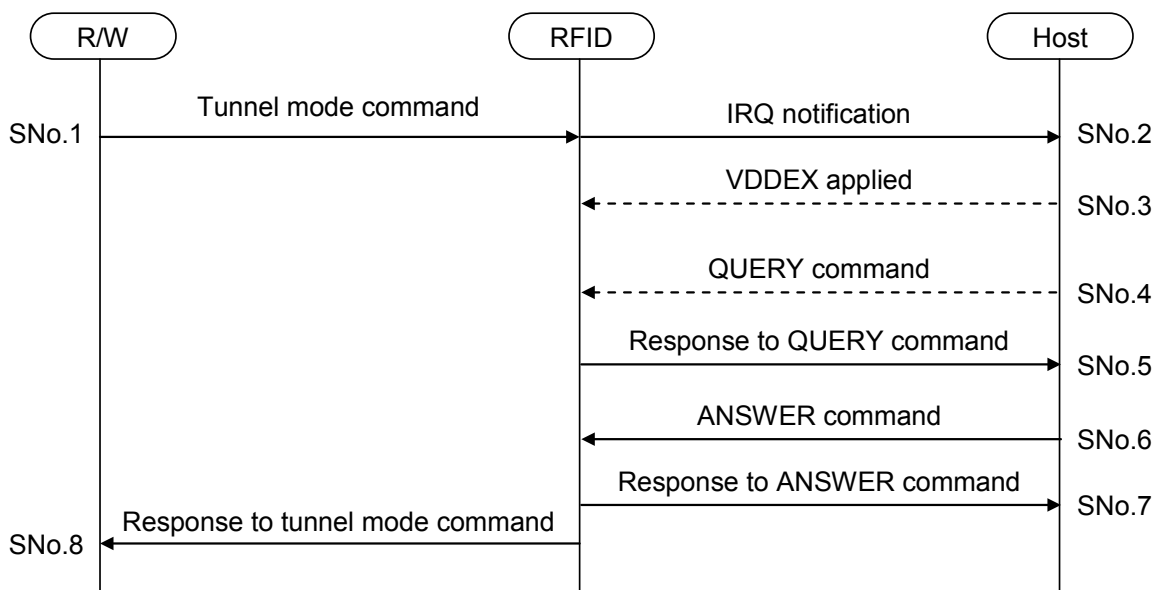 R/W
RFID
Host
Tunnel mode command
IRQ notification
SNo.1
SNo.2
VDDEX applied
SNo.3
QUERY command
SNo.4
Response to QUERY command
SNo.5
ANSWER command
SNo.6
Response to ANSWER command
SNo.7
Response to tunnel mode command
SNo.8